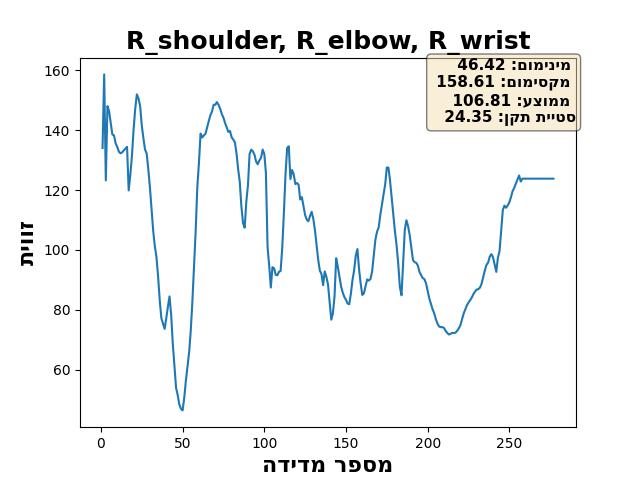 R_shoulder, R_elbow, R_wrist
מינימום: 46.42
מקסימום: 158.61
ממוצע: 106.81
סטיית תקן: 24.35
160
140
120
100
80
60
זווית
0 50 100 150 200 250
מספר מדידה